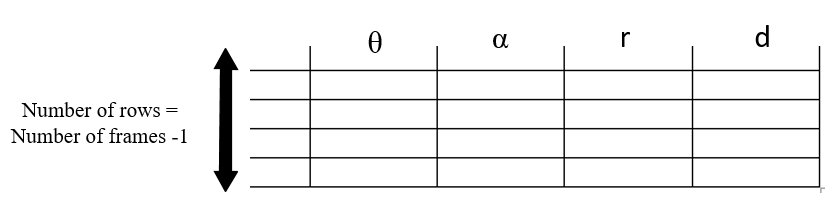 θ α r d
Number of rows =
Number of frames -1